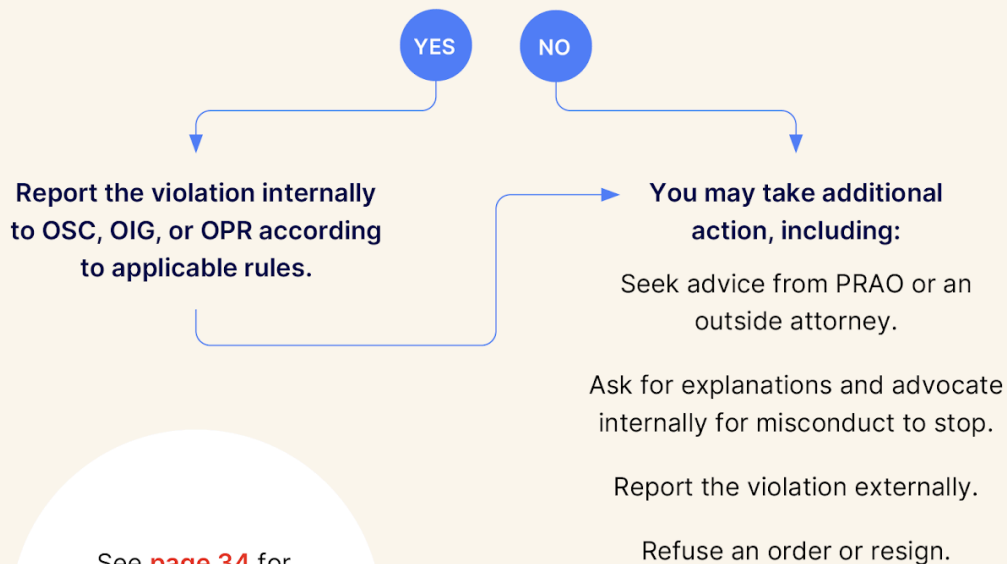 YES
NO
Report the violation internally
to OSC, OIG, or OPR according
to applicable rules.
You may take additional
action, including:
Seek advice from PRAO or an
outside attorney.
Ask for explanations and advocate
internally for misconduct to stop.
Report the violation externally.
Refuse an order or resign.
See page 34 for